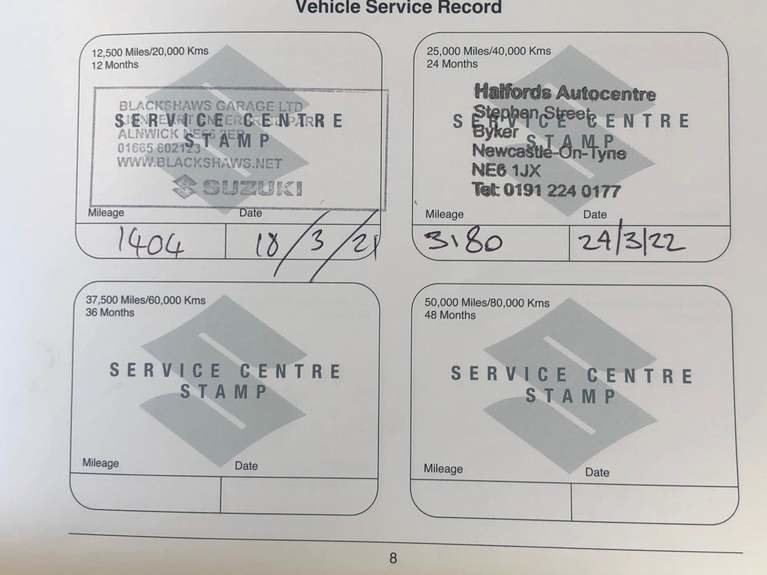 Vehicle Service Record
12,500 Miles/20,000 Kms
12 Months
BLACKSHAWS GARAGE LTD
SERVICE CENTRE
ALNWICK
STAMP
01665 602123
WWW.BLACKSHAWS.NET
SUZUKI
Mileage Date
1404 18/3/21
25,000 Miles/40,000 Kms
24 Months
Halfords Autocentre
Stephen Street
SERVICE CENTRE
Byker
STAMP
Newcastle-On-Tyne
NE6 1JX
Tel: 0191 224 0177
Mileage Date
3180 24/3/22
37,500 Miles/60,000 Kms
36 Months
SERVICE CENTRE
STAMP
Mileage Date
50,000 Miles/80,000 Kms
48 Months
SERVICE CENTRE
STAMP
Mileage Date
8